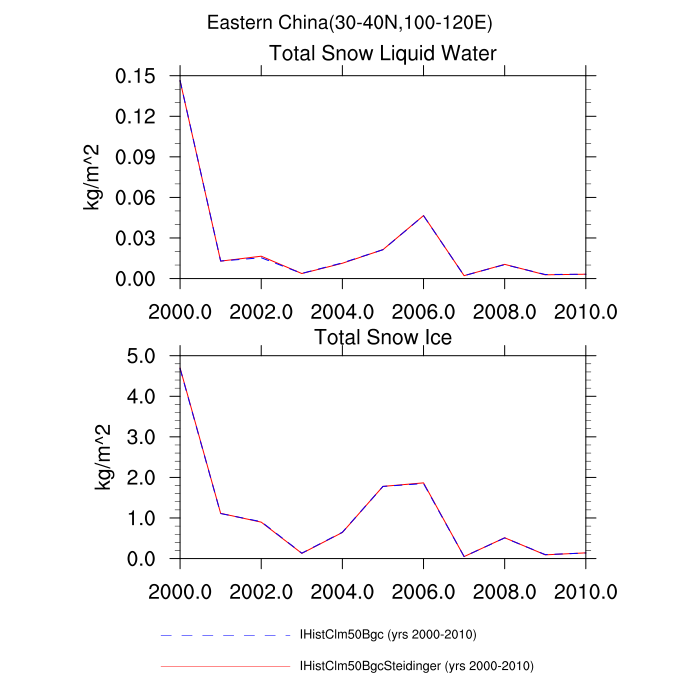 Eastern China(30-40N,100-120E)
Total Snow Liquid Water
0.15
0.12
0.09
0.06
0.03
0.00
kg/m^2
2000.0 2002.0 2004.0 2006.0 2008.0 2010.0
Total Snow Ice
5.0
4.0
3.0
2.0
1.0
0.0
kg/m^2
2000.0 2002.0 2004.0 2006.0 2008.0 2010.0
IHistClm50Bgc (yrs 2000-2010)
IHistClm50BgcSteidinger (yrs 2000-2010)